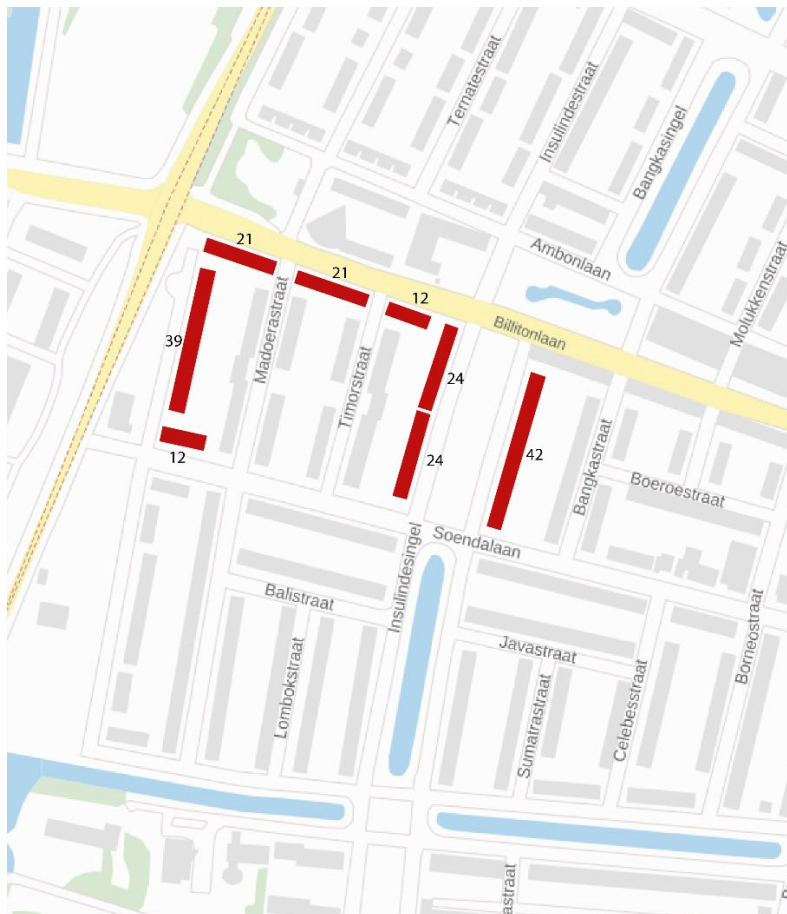 Ternatestraat
Insulindestraat
Bangkasingel
Ambonlaan
Molukkenstraat
21
21
12
Billitonlaan
39
Madoerastraat
Timorstraat
24
24
42
12
Bangkastraat
Boeroestraat
Soendalaan
Insulindesingel
Balistraat
Lombokstraat
Javastraat
Sumatrastraat
Celebesstraat
Borneostraat
astraat